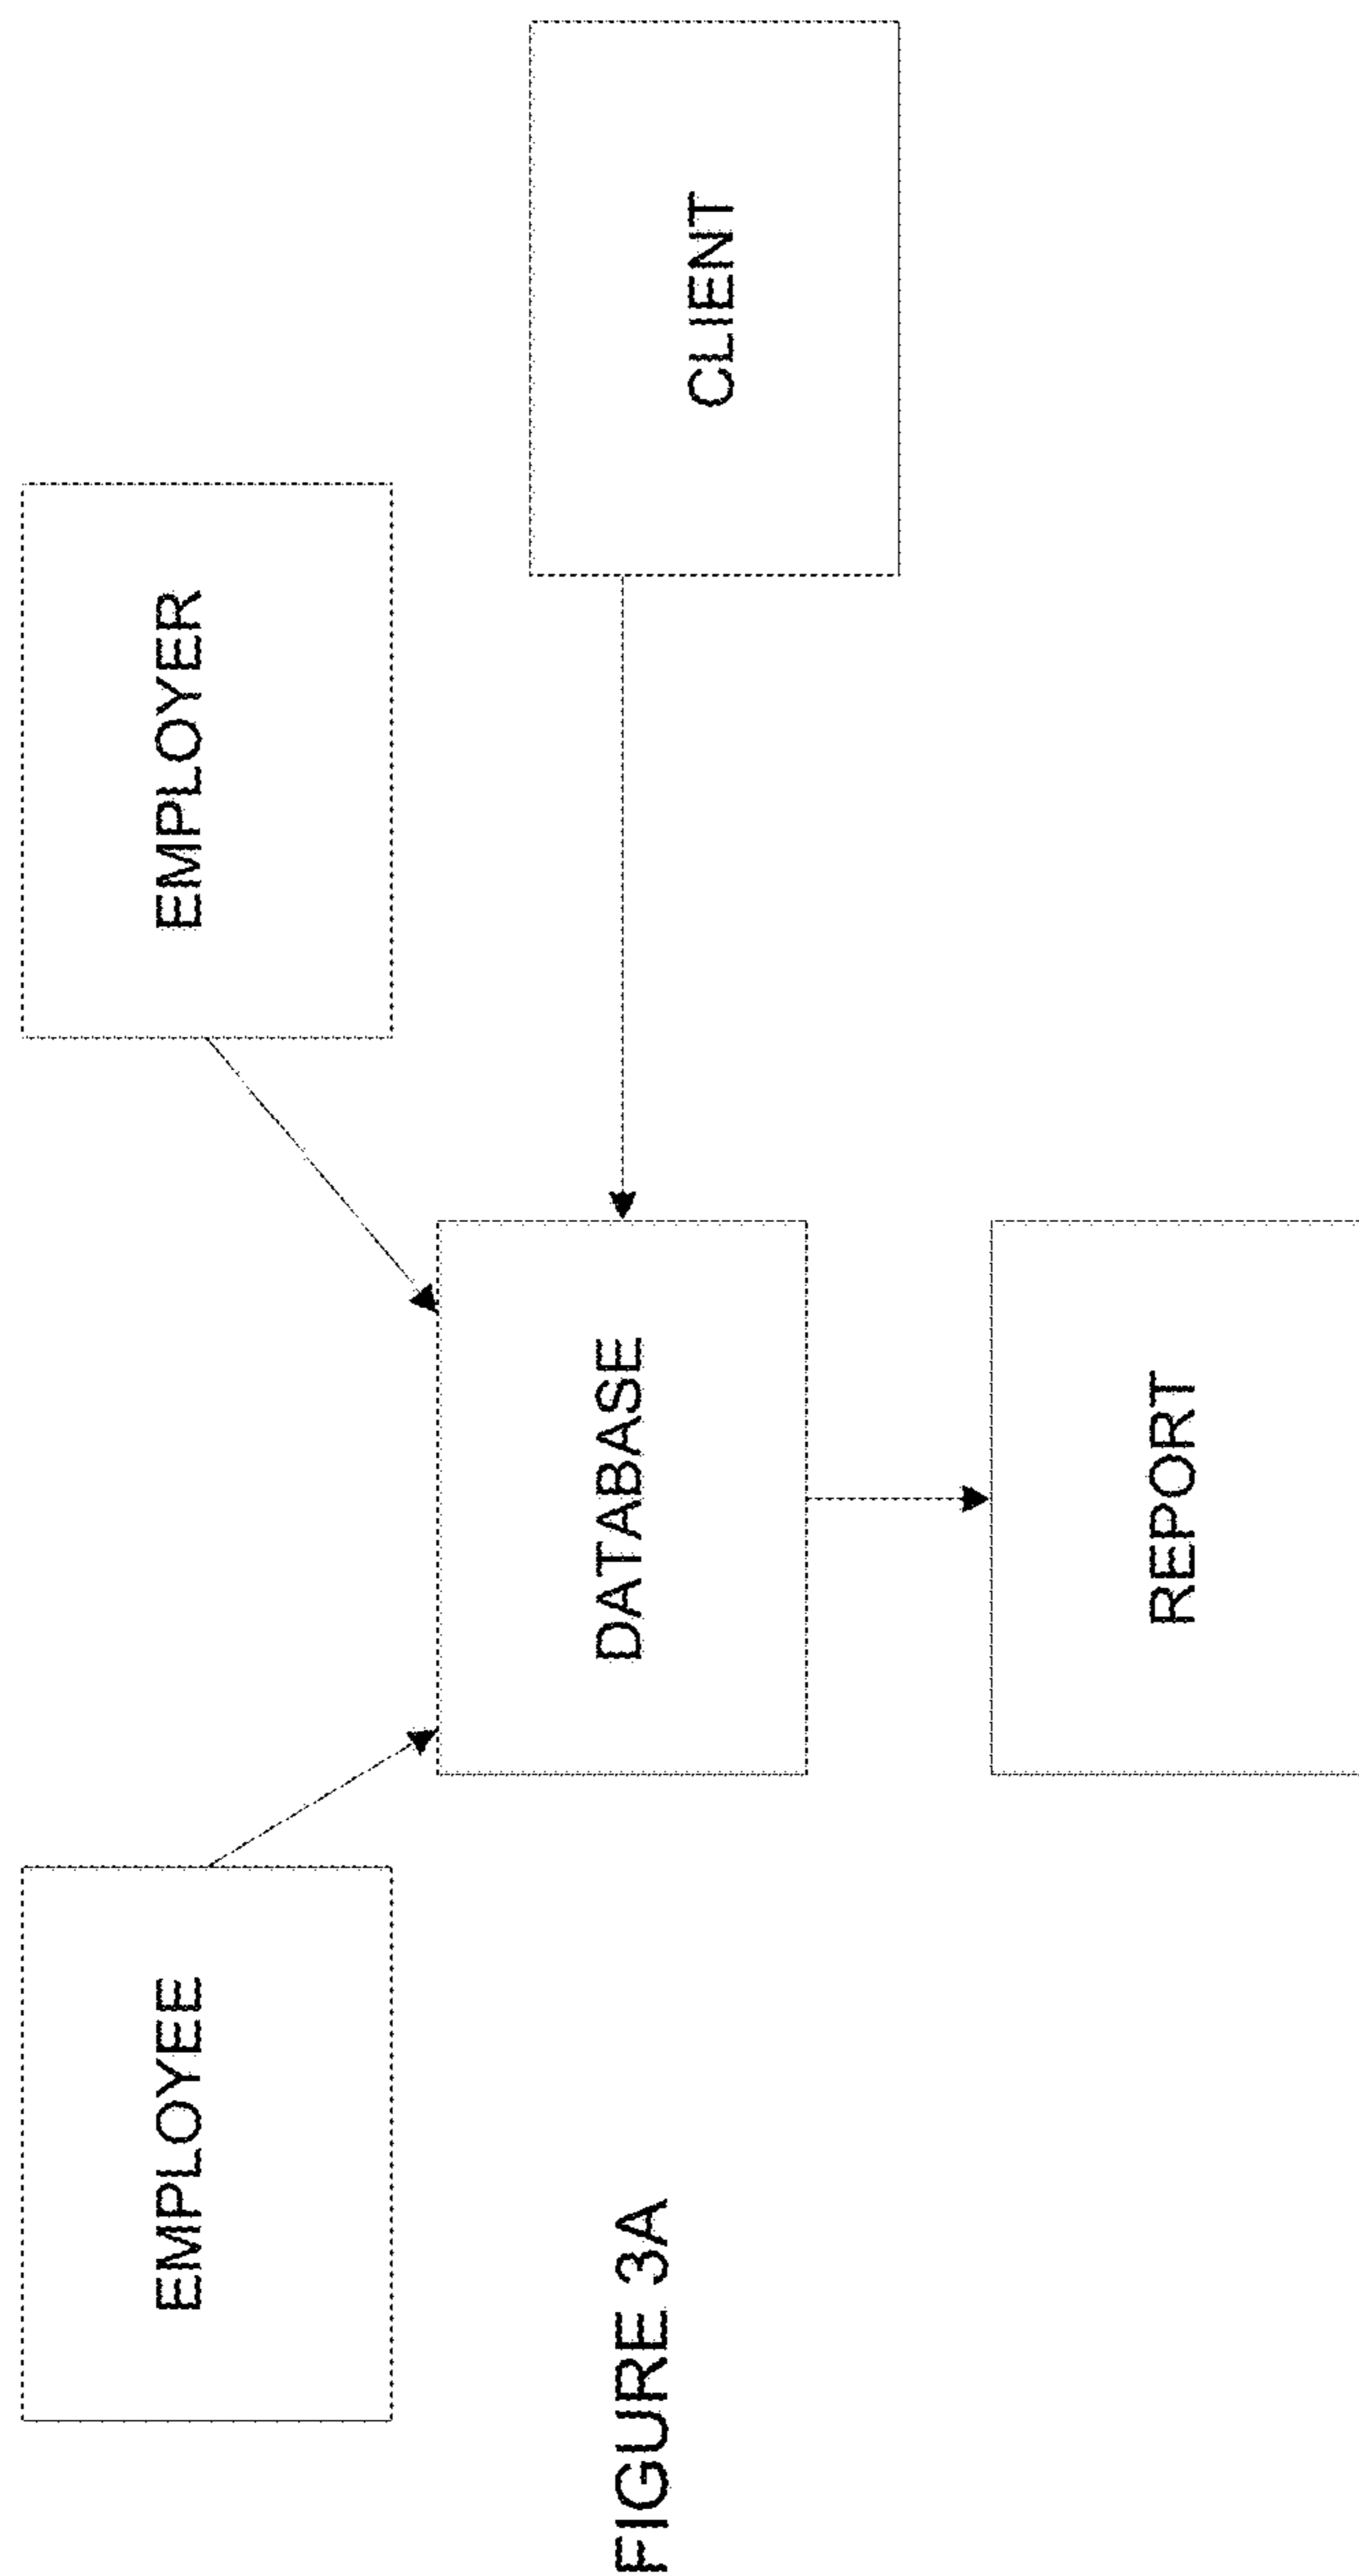 EMPLOYEE
EMPLOYER
DATABASE
CLIENT
REPORT
FIGURE 3A